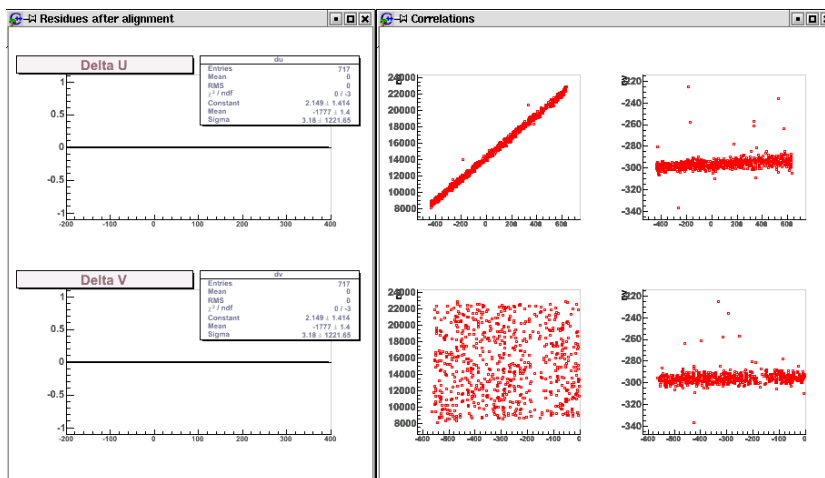 Residues after alignment
Delta U
du
Entries 717
Mean 0
RMS 0
χ² / ndf 0 / -3
Constant 2.149 ± 1.414
Mean -1777 ± 1.4
Sigma 3.18 ± 1221.65
1
0.5
0
-0.5
-1
-200 -100 0 100 200 300 400
Delta V
dv
Entries 717
Mean 0
RMS 0
χ² / ndf 0 / -3
Constant 2.149 ± 1.414
Mean -1777 ± 1.4
Sigma 3.18 ± 1221.65
1
0.5
0
-0.5
-1
-200 -100 0 100 200 300 400
Correlations
24000
22000
20000
18000
16000
14000
12000
10000
8000
-400 -200 0 200 400 600
-220
-240
-260
-280
-300
-320
-340
-400 -200 0 200 400 600
24000
22000
20000
18000
16000
14000
12000
10000
8000
-600 -500 -400 -300 -200 -100 0
-220
-240
-260
-280
-300
-320
-340
-600 -500 -400 -300 -200 -100 0